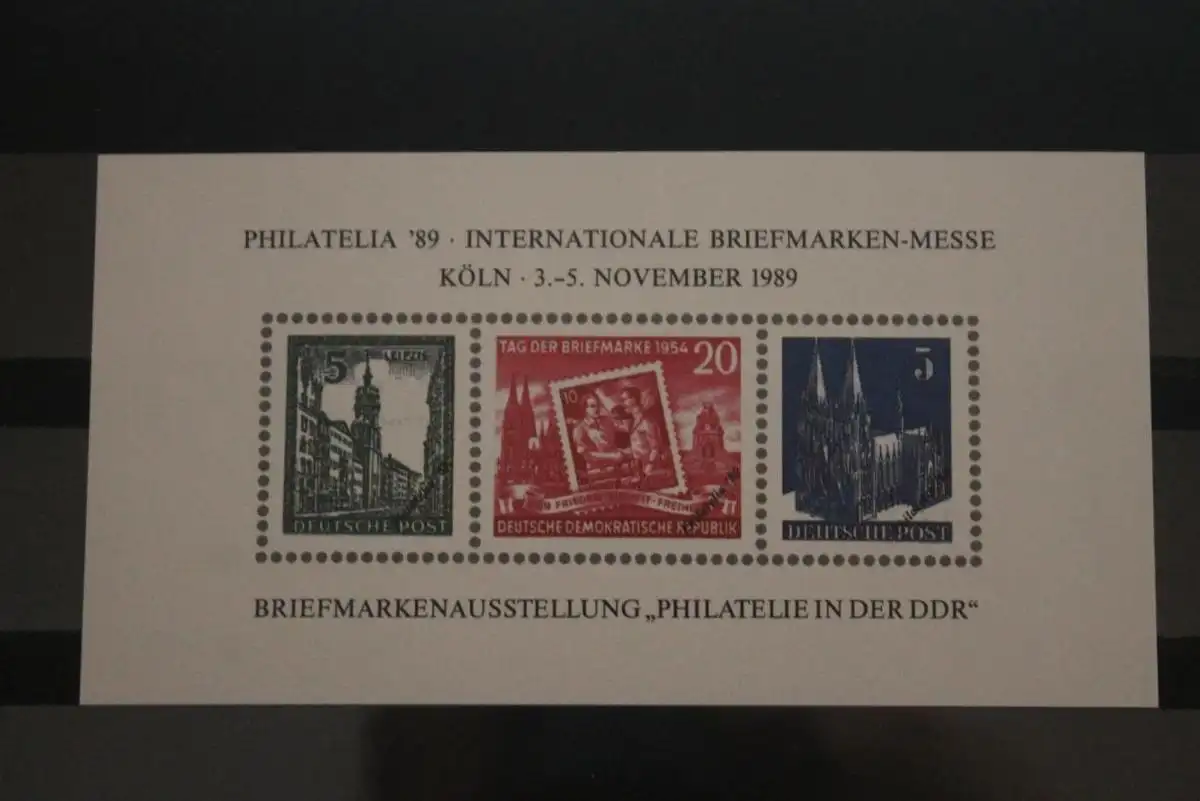 PHILATELIA '89 · INTERNATIONALE BRIEFMARKEN-MESSE
KÖLN · 3.-5. NOVEMBER 1989
5 LEIPZIG
DEUTSCHE POST
TAG DER BRIEFMARKE 1954 20
10
DEUTSCHE DEMOKRATISCHE REPUBLIK
5
DEUTSCHE POST
BRIEFMARKENAUSSTELLUNG „PHILATELIE IN DER DDR“